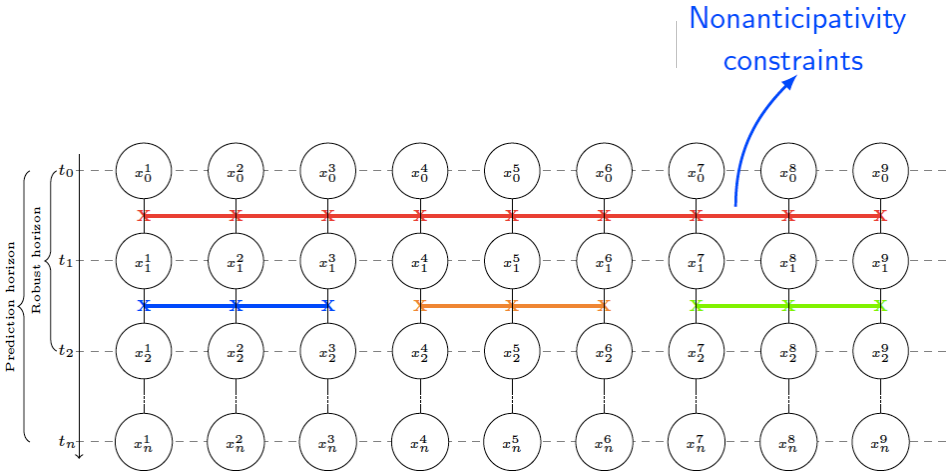 Nonanticipativity
constraints
Prediction horizon
Robust horizon
t₀ x₀¹ x₀² x₀³ x₀⁴ x₀⁵ x₀⁶ x₀⁷ x₀⁸ x₀⁹
X X X X X X X X X
t₁ x₁¹ x₁² x₁³ x₁⁴ x₁⁵ x₁⁶ x₁⁷ x₁⁸ x₁⁹
X X X X X X X X X
t₂ x₂¹ x₂² x₂³ x₂⁴ x₂⁵ x₂⁶ x₂⁷ x₂⁸ x₂⁹
tₙ xₙ¹ xₙ² xₙ³ xₙ⁴ xₙ⁵ xₙ⁶ xₙ⁷ xₙ⁸ xₙ⁹